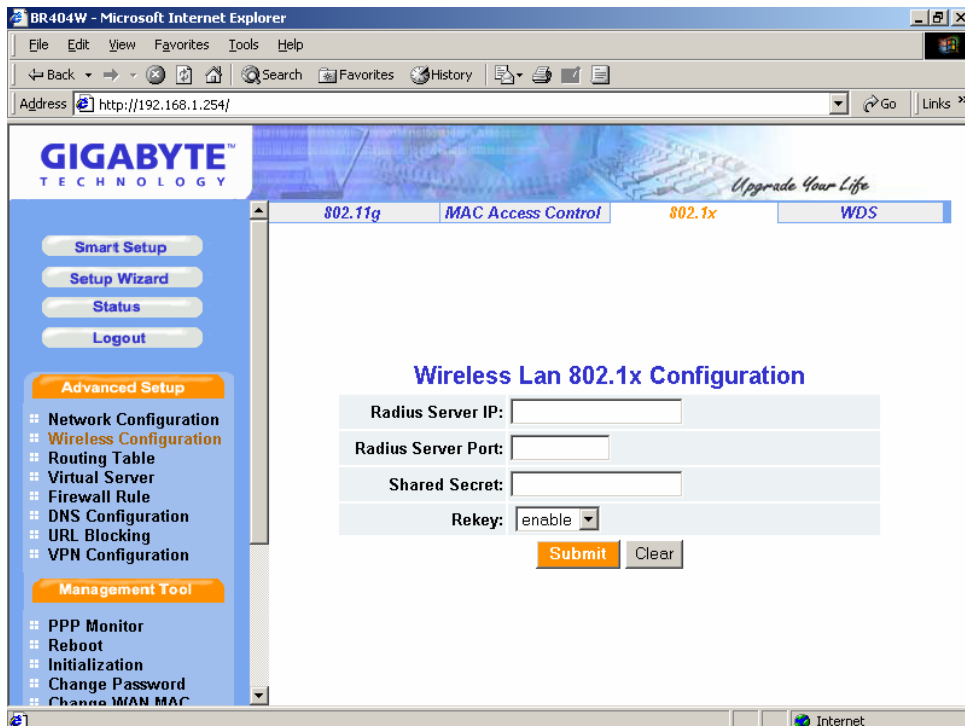 BR404W - Microsoft Internet Explorer
File Edit View Favorites Tools Help
Back Search Favorites History
Address http://192.168.1.254/ Go Links »
GIGABYTE™
TECHNOLOGY
Upgrade Your Life
802.11g MAC Access Control 802.1x WDS
Smart Setup
Setup Wizard
Status
Logout
Advanced Setup
Network Configuration
Wireless Configuration
Routing Table
Virtual Server
Firewall Rule
DNS Configuration
URL Blocking
VPN Configuration
Management Tool
PPP Monitor
Reboot
Initialization
Change Password
Change WAN MAC
Wireless Lan 802.1x Configuration
Radius Server IP:
Radius Server Port:
Shared Secret:
Rekey: enable
Submit Clear
Internet